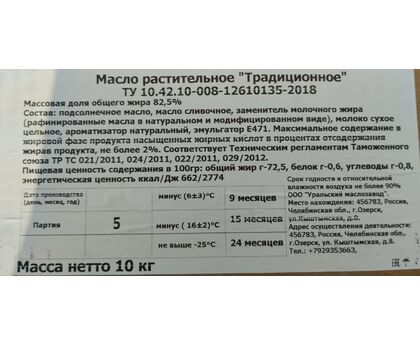 Масло растительное "Традиционное"
ТУ 10.42.10-008-12610135-2018
Массовая доля общего жира 82,5%
Состав: подсолнечное масло, масло сливочное, заменитель молочного жира
(рафинированные масла в натуральном и модифицированном виде), молоко сухое
цельное, ароматизатор натуральный, эмульгатор Е471. Максимальное содержание в
жировой фазе продукта насыщенных жирных кислот в процентах отсодержания
жирав продукта, не более 2%. Соответствует Техническим регламентам Таможенного
союза ТР ТС 021/2011, 024/2011, 022/2011, 029/2012.
Пищевая ценность содержания в 100гр: общий жир г-72,5, белок г-0,6, углеводы г-0,8,
энергетическая ценность ккал/Дж 662/2774
Дата производства
(день, месяц, год)
минус (6±3)°С
9 месяцев
Партия
5
минус ( 16±2)°С
15 месяцев
не выше -25°С
24 месяцев
Масса нетто 10 кг
Срок годности и относительной
влажности воздуха не более 90%
ООО "Уральский маслозавод".
Место нахождения: 456783, Россия,
Челябинская обл., г.Озерск,
ул.Кыштымская, д.8
Адрес осуществления деятельности:
456783, Россия, Челябинская обл.,
г.Озерск, ул. Кыштымская, д.8.
Тел.: +7929353663,